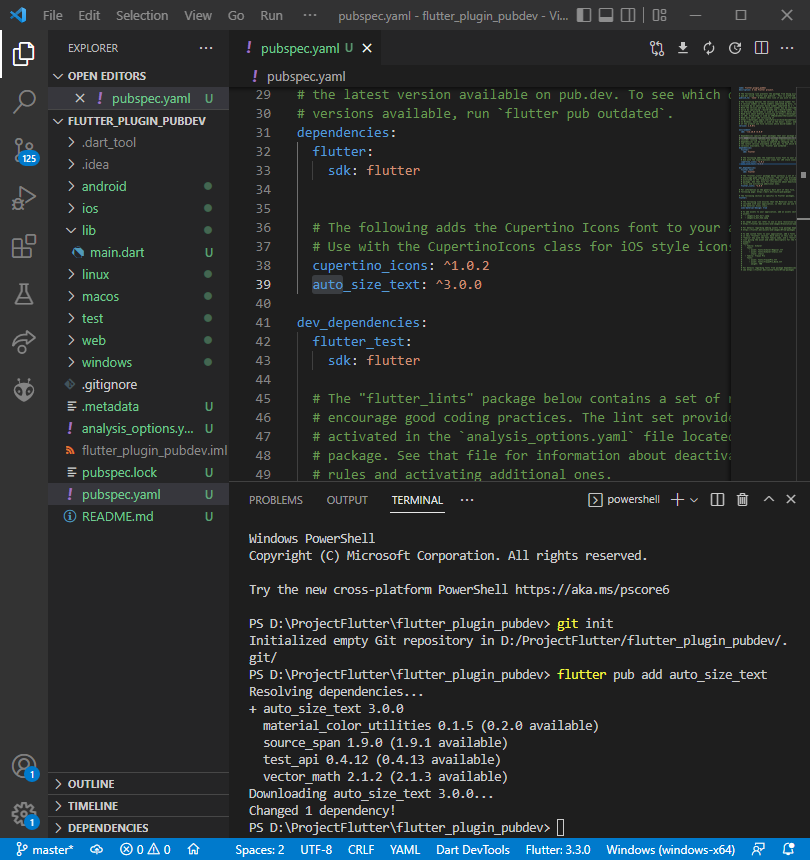 File Edit Selection View Go Run ··· pubspec.yaml - flutter_plugin_pubdev - Vi...
EXPLORER ···
OPEN EDITORS
! pubspec.yaml U
FLUTTER_PLUGIN_PUBDEV
.dart_tool
.idea
android
ios
lib
main.dart U
linux
macos
test
web
windows
.gitignore
.metadata U
analysis_options.y... U
flutter_plugin_pubdev.iml
pubspec.lock U
! pubspec.yaml U
README.md U
OUTLINE
TIMELINE
DEPENDENCIES
125
1
1
! pubspec.yaml U
! pubspec.yaml
29 # the latest version available on pub.dev. To see which
30 # versions available, run `flutter pub outdated`.
31 dependencies:
32 flutter:
33 sdk: flutter
34
35
36 # The following adds the Cupertino Icons font to your
37 # Use with the CupertinoIcons class for iOS style icons
38 cupertino_icons: ^1.0.2
39 auto_size_text: ^3.0.0
40
41 dev_dependencies:
42 flutter_test:
43 sdk: flutter
44
45 # The "flutter_lints" package below contains a set of
46 # encourage good coding practices. The lint set provide
47 # activated in the `analysis_options.yaml` file located
48 # package. See that file for information about deactiva
49 # rules and activating additional ones.
PROBLEMS OUTPUT TERMINAL ··· powershell
Windows PowerShell
Copyright (C) Microsoft Corporation. All rights reserved.
Try the new cross-platform PowerShell https://aka.ms/pscore6
PS D:\ProjectFlutter\flutter_plugin_pubdev> git init
Initialized empty Git repository in D:/ProjectFlutter/flutter_plugin_pubdev/.
git/
PS D:\ProjectFlutter\flutter_plugin_pubdev> flutter pub add auto_size_text
Resolving dependencies...
+ auto_size_text 3.0.0
material_color_utilities 0.1.5 (0.2.0 available)
source_span 1.9.0 (1.9.1 available)
test_api 0.4.12 (0.4.13 available)
vector_math 2.1.2 (2.1.3 available)
Downloading auto_size_text 3.0.0...
Changed 1 dependency!
PS D:\ProjectFlutter\flutter_plugin_pubdev>
master* 0 0 Spaces: 2 UTF-8 CRLF YAML Dart DevTools Flutter: 3.3.0 Windows (windows-x64)